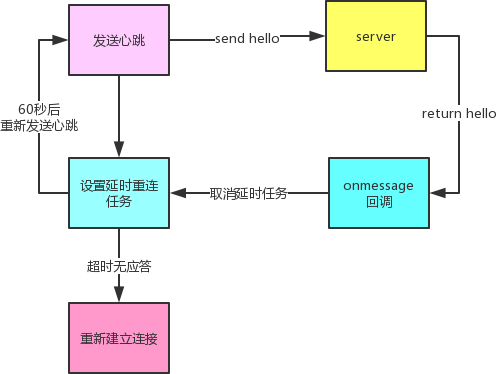 发送心跳
send hello
server
60秒后
重新发送心跳
return hello
设置延时重连
任务
取消延时任务
onmessage
回调
超时无应答
重新建立连接